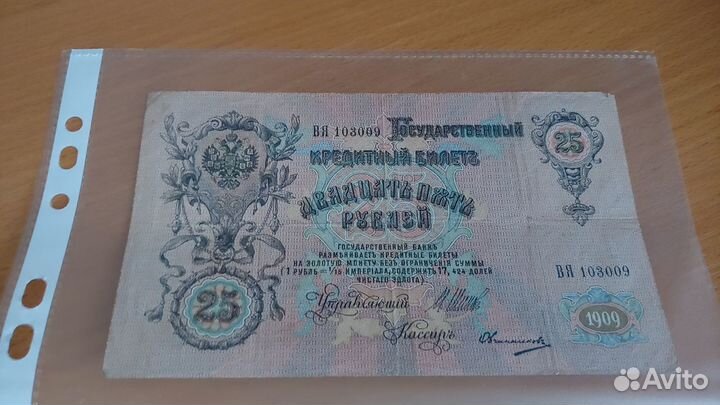 ВЯ 103009 Государственный
Кредитный Билетъ
Двадцать Пять
Рублей
25
Государственный Банкъ
размѣниваетъ кредитные билеты
на золотую монету безъ ограниченія суммы
(1 рубль = 1/15 империала, содержитъ 17,424 долей
чистаго золота)
ВЯ 103009
25
Управляющій
Кассиръ
1909
Avito